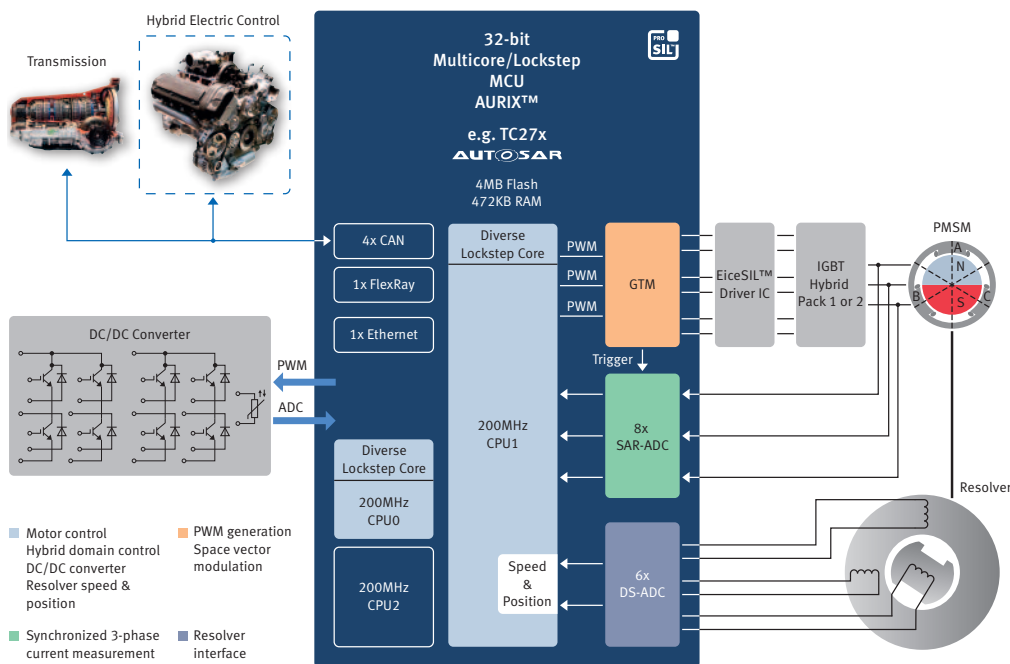 Hybrid Electric Control
Transmission
32-bit
Multicore/Lockstep
MCU
AURIX™
PRO
SIL
e.g. TC27x
AUTOSAR
4MB Flash
472KB RAM
4x CAN
1x FlexRay
1x Ethernet
Diverse
Lockstep Core
200MHz
CPU1
Speed
&
Position
PWM
PWM
PWM
GTM
EiceSIL™
Driver IC
IGBT
Hybrid
Pack 1 or 2
PMSM
A
N
B
C
S
Trigger
8x
SAR-ADC
6x
DS-ADC
Resolver
DC/DC Converter
PWM
ADC
Diverse
Lockstep Core
200MHz
CPU0
200MHz
CPU2
Motor control
Hybrid domain control
DC/DC converter
Resolver speed &
position
PWM generation
Space vector
modulation
Synchronized 3-phase
current measurement
Resolver
interface